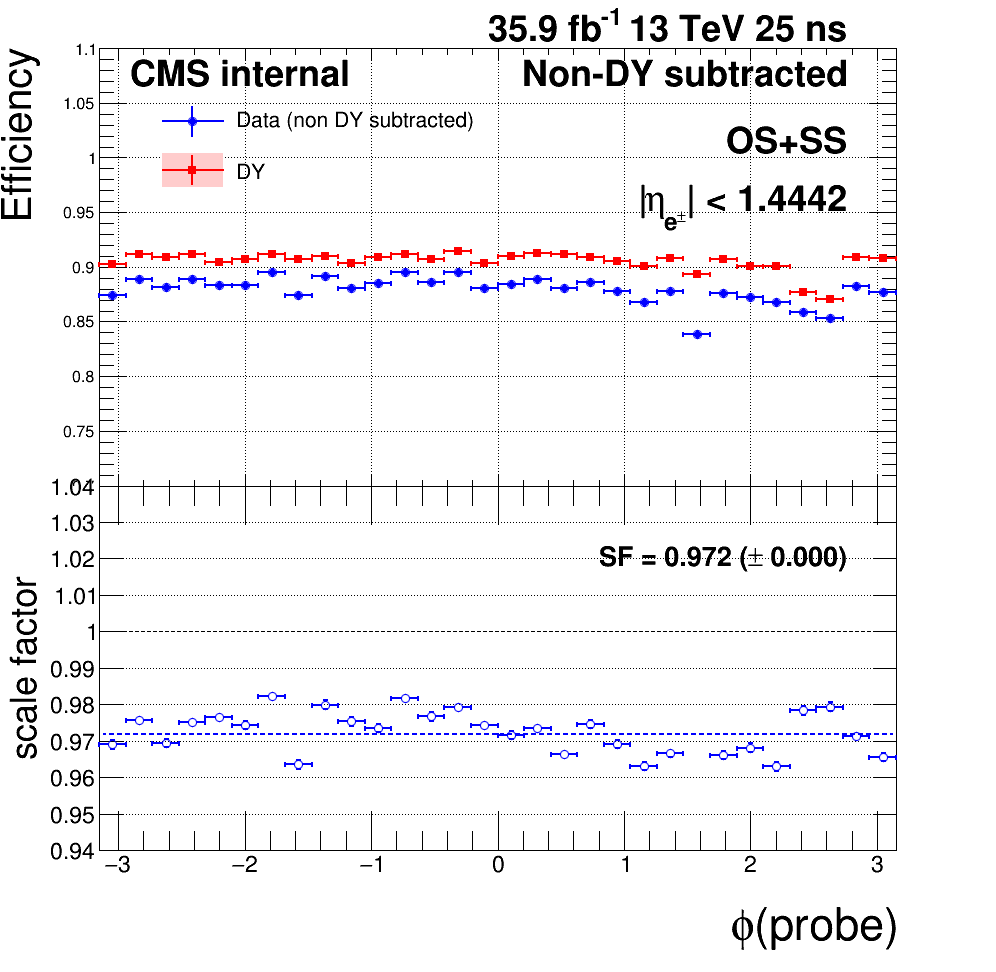 35.9 fb⁻¹ 13 TeV 25 ns
CMS internal
Non-DY subtracted
Data (non DY subtracted)
DY
OS+SS
|η_e±| < 1.4442
Efficiency
1.1
1.05
1
0.95
0.9
0.85
0.8
0.75
1.04
1.03
1.02
1.01
1
0.99
0.98
0.97
0.96
0.95
0.94
scale factor
SF = 0.972 (± 0.000)
−3 −2 −1 0 1 2 3
ϕ(probe)